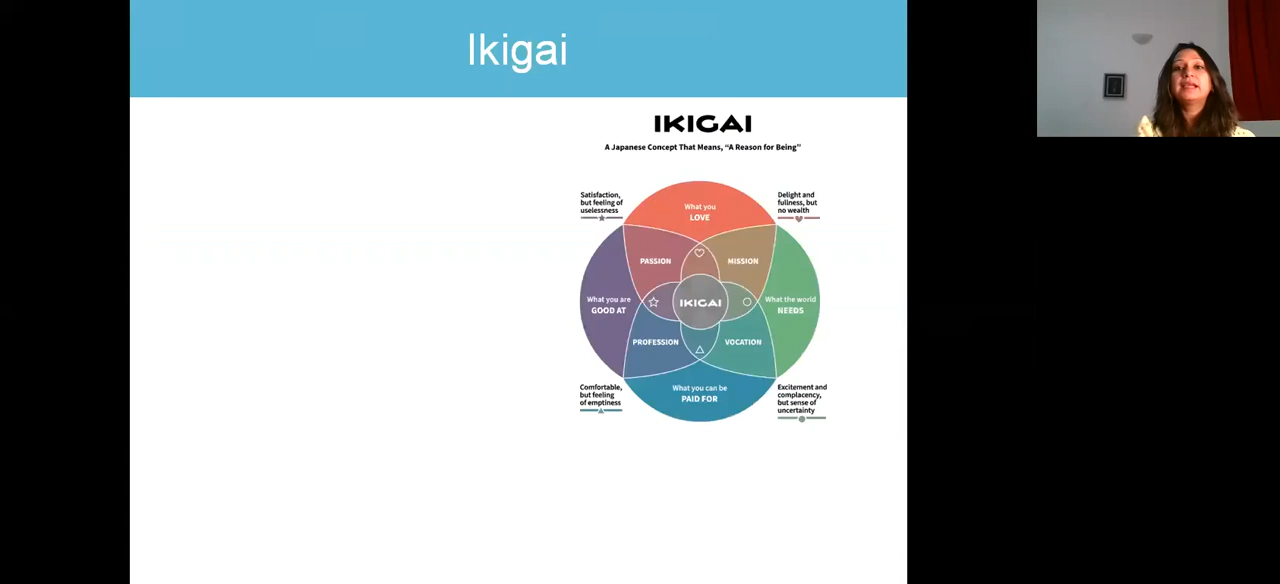 Ikigai
IKIGAI
A Japanese Concept That Means, “A Reason for Being”
Satisfaction,
but feeling of
uselessness
Delight and
fullness, but
no wealth
What you
LOVE
PASSION
MISSION
What you are
GOOD AT
IKIGAI
What the world
NEEDS
PROFESSION
VOCATION
What you can be
PAID FOR
Comfortable,
but feeling
of emptiness
Excitement and
complacency,
but sense of
uncertainty